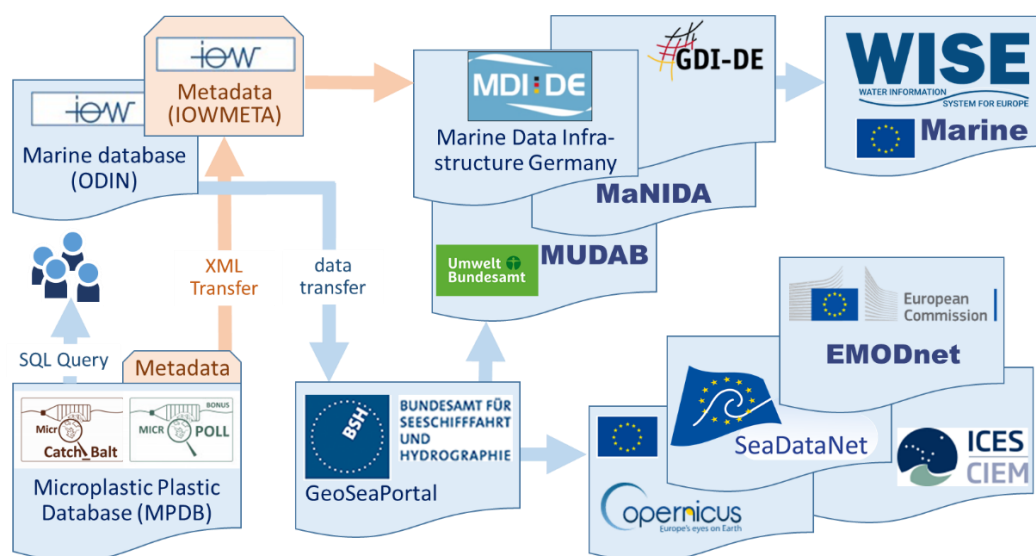 iow
Metadata
(IOWMETA)
iow
Marine database
(ODIN)
MDI:DE
Marine Data Infra-
structure Germany
GDI-DE
MaNIDA
Umwelt
Bundesamt
MUDAB
WISE
WATER INFORMATION
SYSTEM FOR EUROPE
Marine
XML
Transfer
data
transfer
SQL Query
Metadata
Micr
Catch_Balt
BONUS
MICR POLL
Microplastic Plastic
Database (MPDB)
BSH
BUNDESAMT FÜR
SEESCHIFFFAHRT
UND
HYDROGRAPHIE
GeoSeaPortal
European
Commission
EMODnet
SeaDataNet
ICES
CIEM
Copernicus
Europe's eyes on Earth